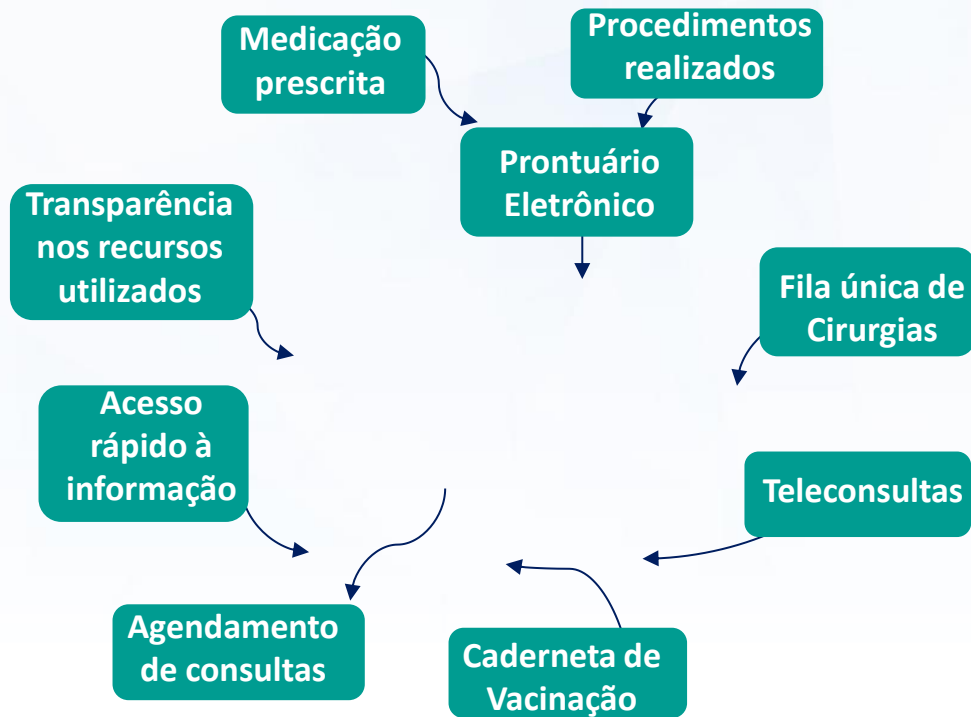 Medicação
prescrita
Procedimentos
realizados
Prontuário
Eletrônico
Transparência
nos recursos
utilizados
Fila única de
Cirurgias
Acesso
rápido à
informação
Teleconsultas
Agendamento
de consultas
Caderneta de
Vacinação